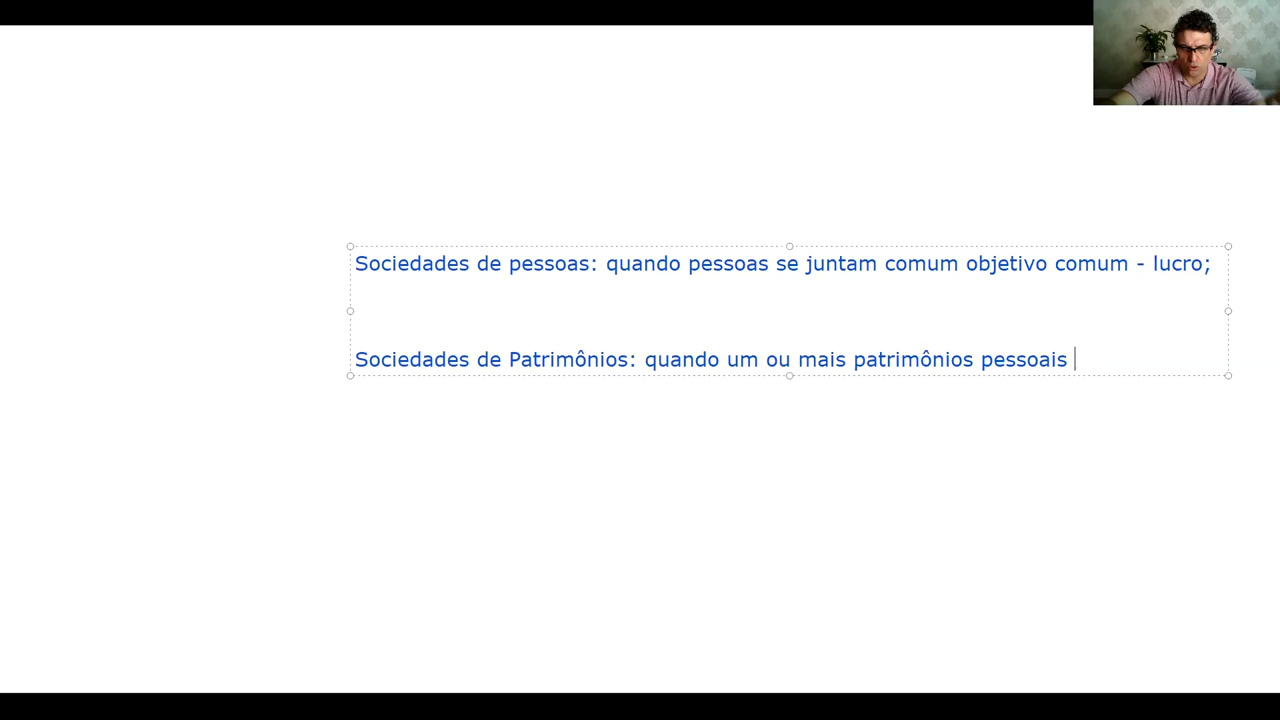 Sociedades de pessoas: quando pessoas se juntam comum objetivo comum - lucro;
Sociedades de Patrimônios: quando um ou mais patrimônios pessoais